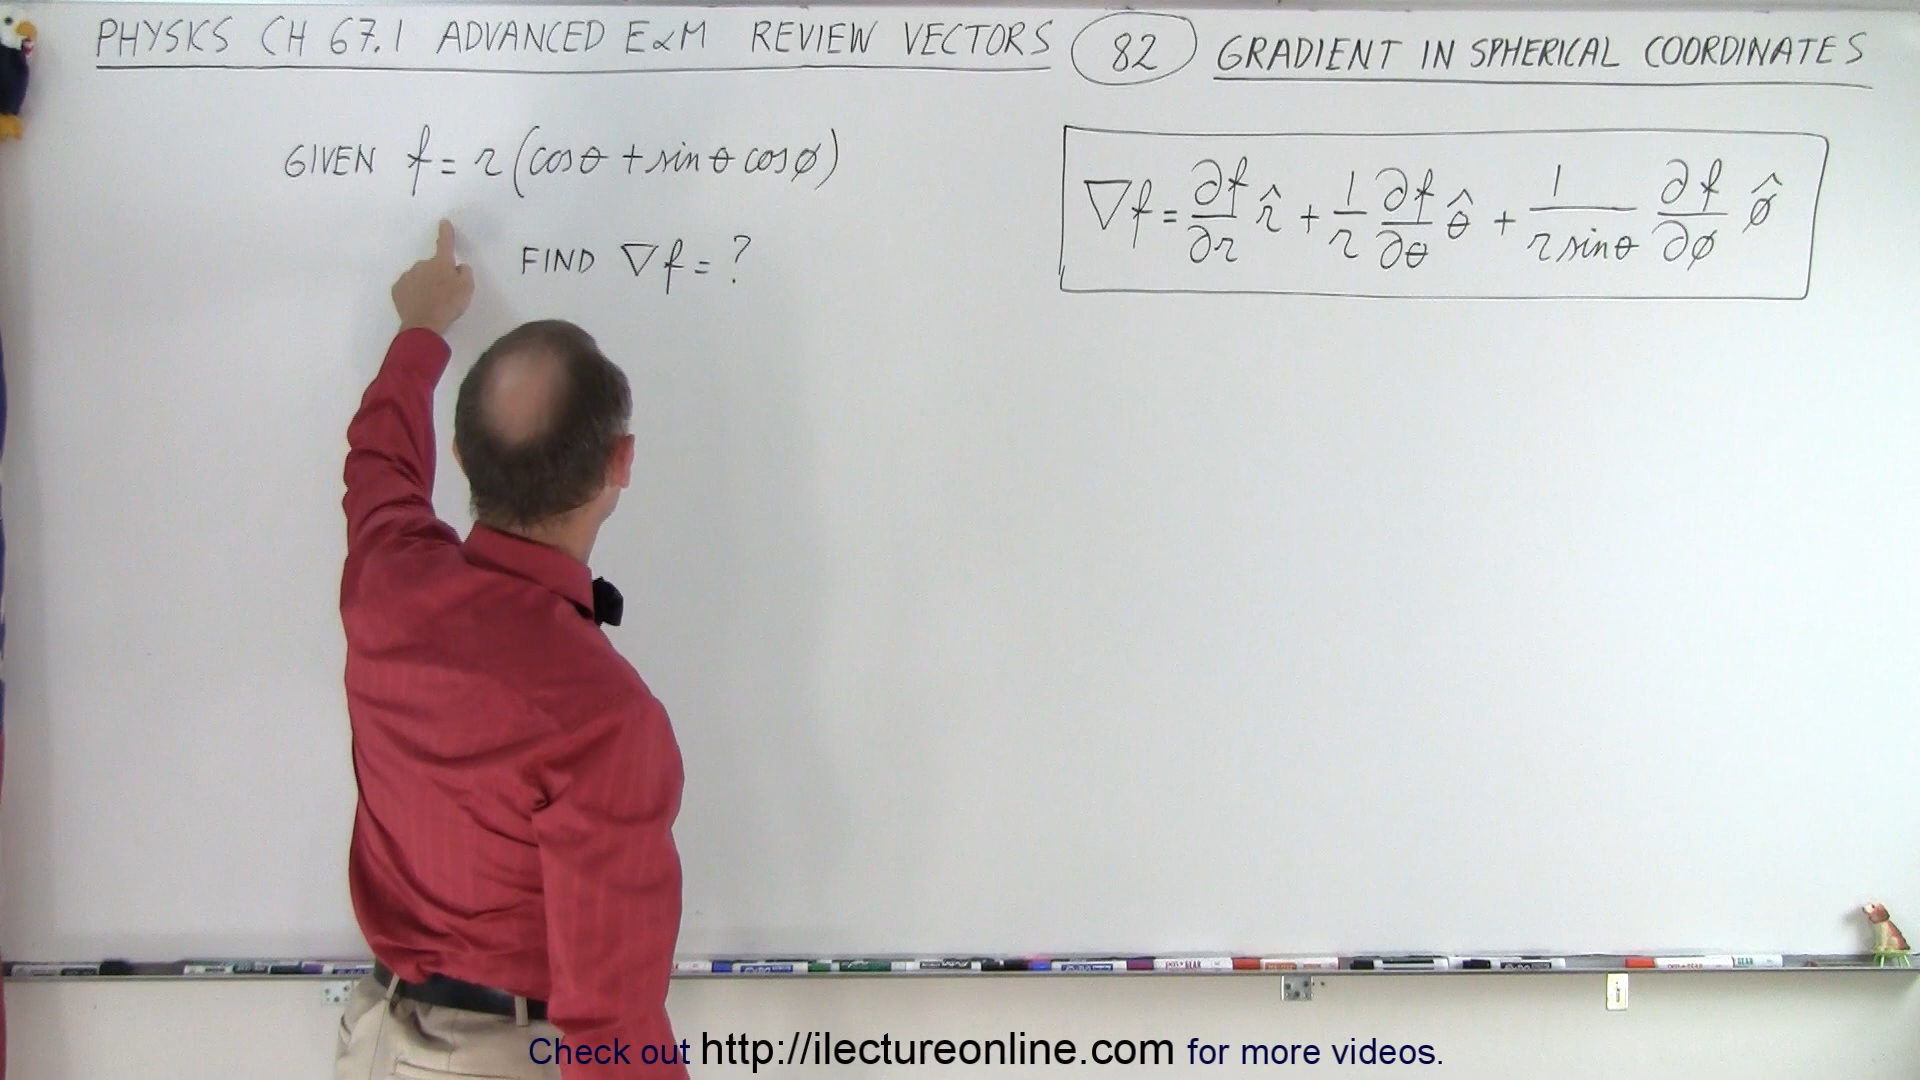 PHYSICS CH 67.1 ADVANCED E&M REVIEW VECTORS 82 GRADIENT IN SPHERICAL COORDINATES
GIVEN f = r(cosθ + sinθ cosø)
FIND ∇f = ?
∇f = ∂f/∂r r̂ + 1/r ∂f/∂θ θ̂ + 1/(r sinθ) ∂f/∂ø ø̂
Check out http://ilectureonline.com for more videos.